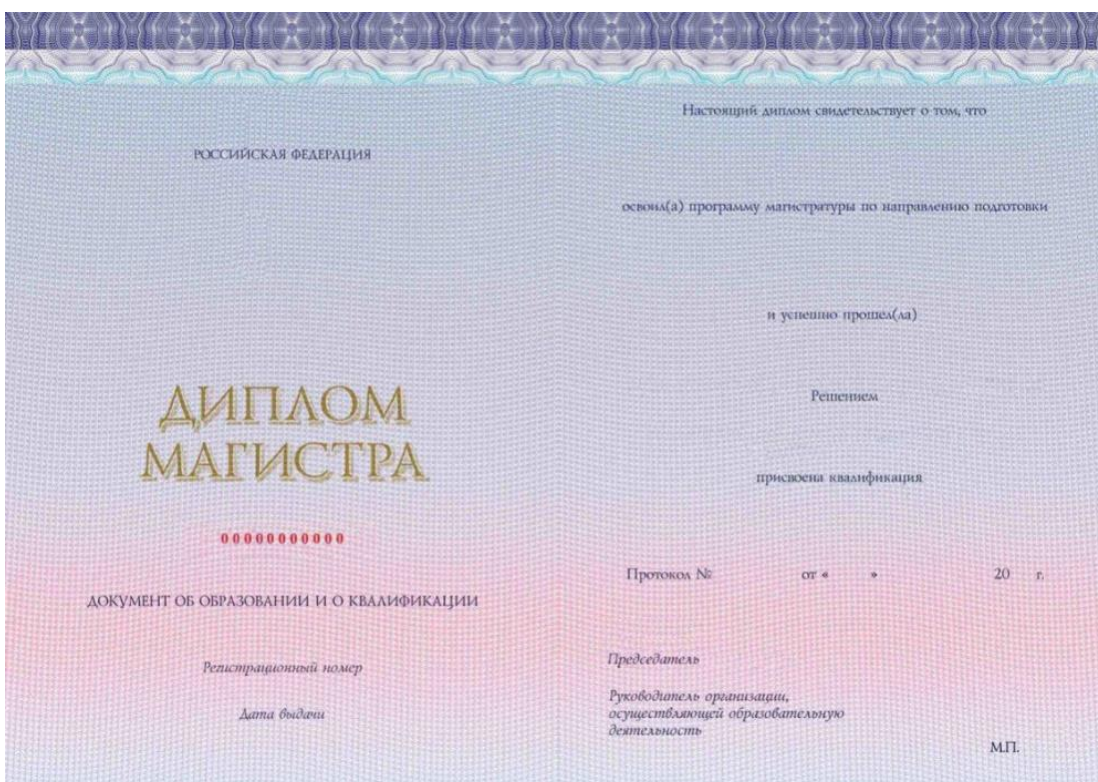 РОССИЙСКАЯ ФЕДЕРАЦИЯ
ДИПЛОМ
МАГИСТРА
00000000000
ДОКУМЕНТ ОБ ОБРАЗОВАНИИ И О КВАЛИФИКАЦИИ
Регистрационный номер
Дата выдачи
Настоящий диплом свидетельствует о том, что
освоил(а) программу магистратуры по направлению подготовки
и успешно прошел(ла)
Решением
присвоена квалификация
Протокол № от « » 20 г.
Председатель
Руководитель организации,
осуществляющей образовательную
деятельность
М.П.